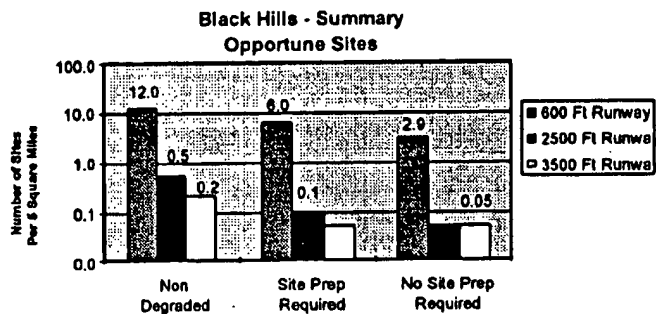 Black Hills - Summary
Opportune Sites
Number of Sites
Per 5 Square Miles
100.0
10.0
1.0
0.1
0.0
12.0
0.5
0.2
6.0
0.1
2.9
0.05
Non
Degraded
Site Prep
Required
No Site Prep
Required
600 Ft Runway
2500 Ft Runwa
3500 Ft Runwa